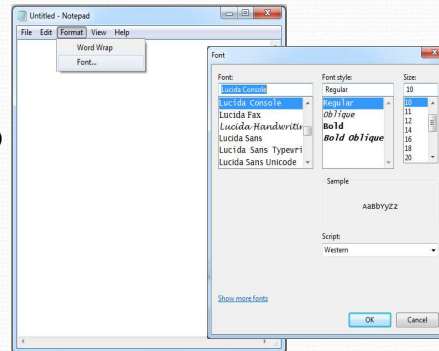 Untitled - Notepad
File Edit Format View Help
Word Wrap
Font...
Font
Font:
Lucida Console
Lucida Console
Lucida Fax
Lucida Handwritin
Lucida Sans
Lucida Sans Typewri
Lucida Sans Unicode
Font style:
Regular
Regular
Oblique
Bold
Bold Oblique
Size:
10
10
11
12
14
16
18
20
Sample
AaBbYyZz
Script:
Western
Show more fonts
OK Cancel